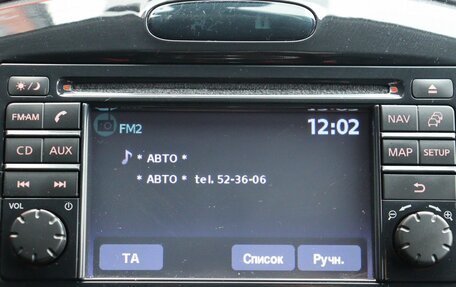 FM·AM
CD AUX
VOL
FM2
12:02
* АВТО *
* АВТО * tel. 52-36-06
TA Список Ручн.
NAV
MAP SETUP